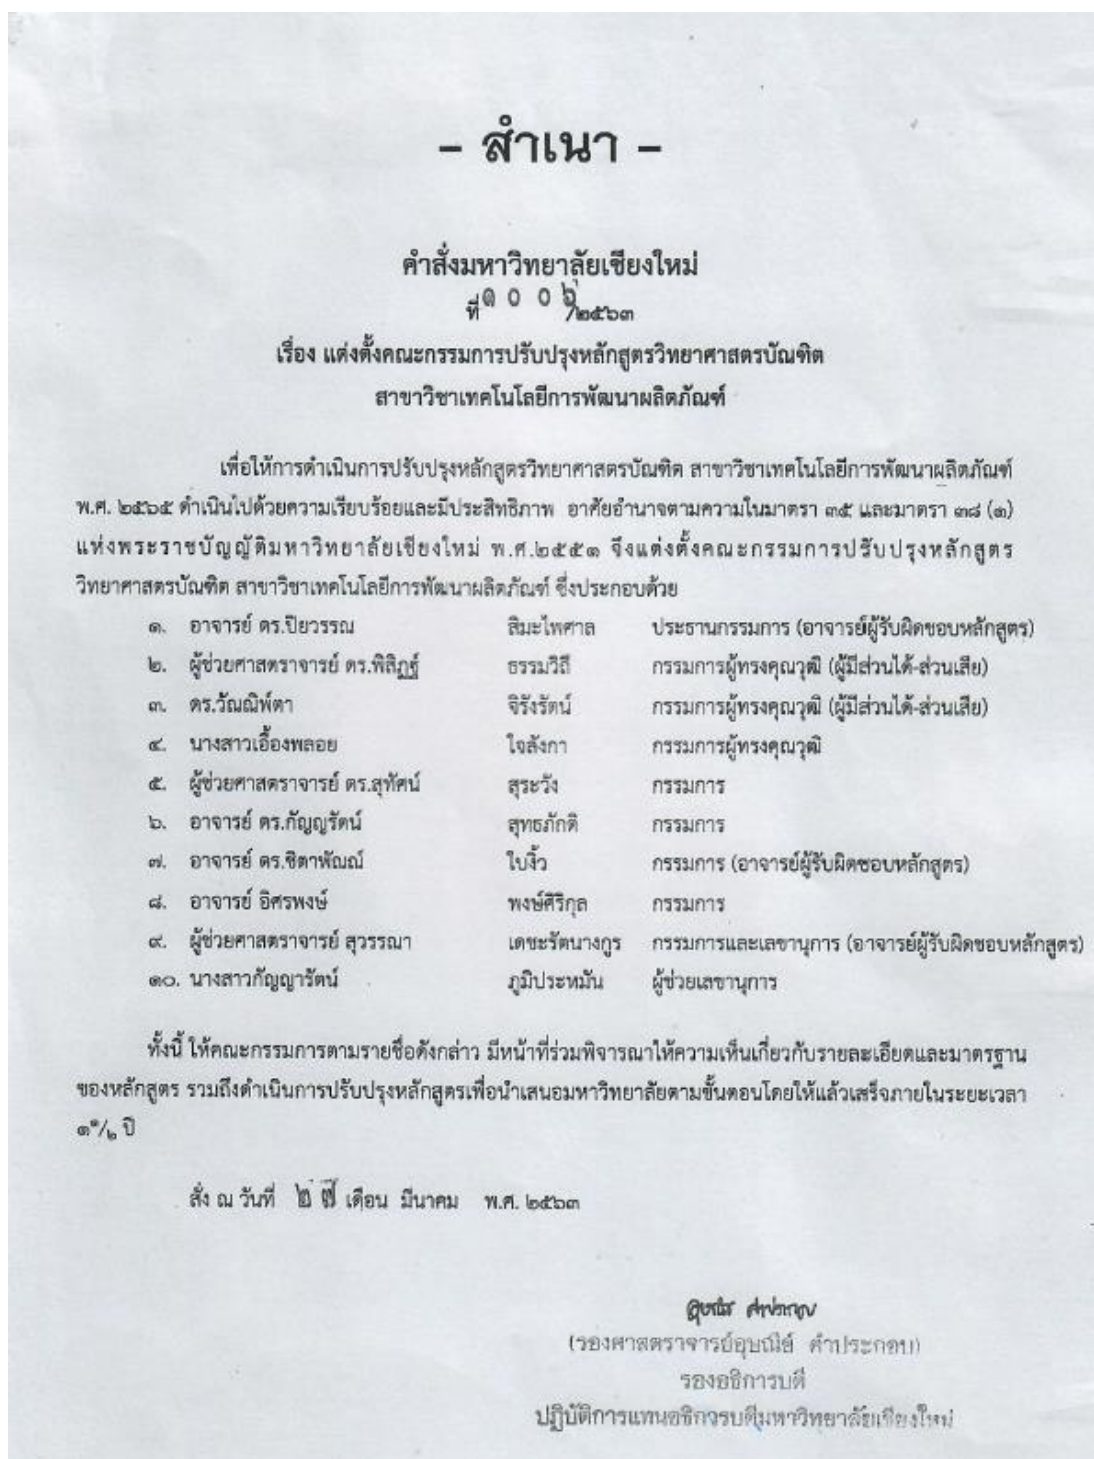 - สำเนา -
คำสั่งมหาวิทยาลัยเชียงใหม่
ที่ ๑๐๐๖/๒๕๖๓
เรื่อง แต่งตั้งคณะกรรมการปรับปรุงหลักสูตรวิทยาศาสตรบัณฑิต
สาขาวิชาเทคโนโลยีการพัฒนาผลิตภัณฑ์
เพื่อให้การดำเนินการปรับปรุงหลักสูตรวิทยาศาสตรบัณฑิต สาขาวิชาเทคโนโลยีการพัฒนาผลิตภัณฑ์
พ.ศ. ๒๕๖๕ ดำเนินไปด้วยความเรียบร้อยและมีประสิทธิภาพ อาศัยอำนาจตามความในมาตรา ๓๕ และมาตรา ๓๘ (๑)
แห่งพระราชบัญญัติมหาวิทยาลัยเชียงใหม่ พ.ศ.๒๕๕๑ จึงแต่งตั้งคณะกรรมการปรับปรุงหลักสูตร
วิทยาศาสตรบัณฑิต สาขาวิชาเทคโนโลยีการพัฒนาผลิตภัณฑ์ ซึ่งประกอบด้วย
๑. อาจารย์ ดร.ปิยวรรณ สิมะไพศาล ประธานกรรมการ (อาจารย์ผู้รับผิดชอบหลักสูตร)
๒. ผู้ช่วยศาสตราจารย์ ดร.พิสิฏฐ์ ธรรมวิถี กรรมการผู้ทรงคุณวุฒิ (ผู้มีส่วนได้-ส่วนเสีย)
๓. ดร.วัณณิพ์ตา จิรังรัตน์ กรรมการผู้ทรงคุณวุฒิ (ผู้มีส่วนได้-ส่วนเสีย)
๔. นางสาวเอื้องพลอย ใจลังกา กรรมการผู้ทรงคุณวุฒิ
๕. ผู้ช่วยศาสตราจารย์ ดร.สุทัศน์ สุระวัง กรรมการ
๖. อาจารย์ ดร.กัญญรัตน์ สุทธภักติ กรรมการ
๗. อาจารย์ ดร.ชิตาพัณณ์ ใบงิ้ว กรรมการ (อาจารย์ผู้รับผิดชอบหลักสูตร)
๘. อาจารย์ อิศรพงษ์ พงษ์ศิริกุล กรรมการ
๙. ผู้ช่วยศาสตราจารย์ สุวรรณา เดชะรัตนางกูร กรรมการและเลขานุการ (อาจารย์ผู้รับผิดชอบหลักสูตร)
๑๐. นางสาวกัญญารัตน์ ภูมิประหมัน ผู้ช่วยเลขานุการ
ทั้งนี้ ให้คณะกรรมการตามรายชื่อดังกล่าว มีหน้าที่ร่วมพิจารณาให้ความเห็นเกี่ยวกับรายละเอียดและมาตรฐาน
ของหลักสูตร รวมถึงดำเนินการปรับปรุงหลักสูตรเพื่อนำเสนอมหาวิทยาลัยตามขั้นตอนโดยให้แล้วเสร็จภายในระยะเวลา
๑ ๑/๒ ปี
สั่ง ณ วันที่ ๒๗ เดือน มีนาคม พ.ศ. ๒๕๖๓
อุษณีย์ คำประกอบ
(รองศาสตราจารย์อุษณีย์ คำประกอบ)
รองอธิการบดี
ปฏิบัติการแทนอธิการบดีมหาวิทยาลัยเชียงใหม่